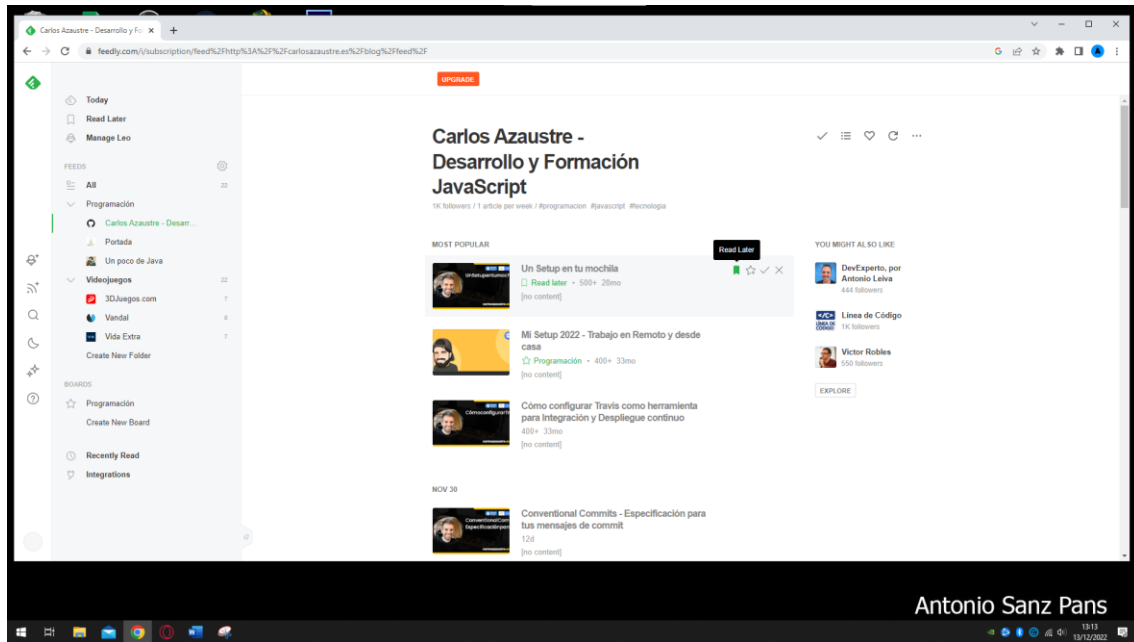 Carlos Azaustre - Desarrollo y Fo
feedly.com/i/subscription/feed%2Fhttp%3A%2F%2Fcarlosazaustre.es%2Fblog%2Ffeed%2F
UPGRADE
Today
Read Later
Manage Leo
FEEDS
All 22
Programación
Carlos Azaustre - Desarr...
Portada
Un poco de Java
Videojuegos 22
3DJuegos.com 7
Vandal 8
Vida Extra 7
Create New Folder
BOARDS
Programación
Create New Board
Recently Read
Integrations
Carlos Azaustre -
Desarrollo y Formación
JavaScript
1K followers / 1 article per week / #programacion #javascript #tecnologia
MOST POPULAR
Read Later
Un Setup en tu mochila
Read later • 500+ 28mo
[no content]
Mi Setup 2022 - Trabajo en Remoto y desde
casa
Programación • 400+ 33mo
[no content]
Cómo configurar Travis como herramienta
para Integración y Despliegue continuo
400+ 33mo
[no content]
NOV 30
Conventional Commits - Especificación para
tus mensajes de commit
12d
[no content]
YOU MIGHT ALSO LIKE
DevExperto, por
Antonio Leiva
444 followers
Línea de Código
1K followers
Victor Robles
550 followers
EXPLORE
Antonio Sanz Pans
13:13
13/12/2022